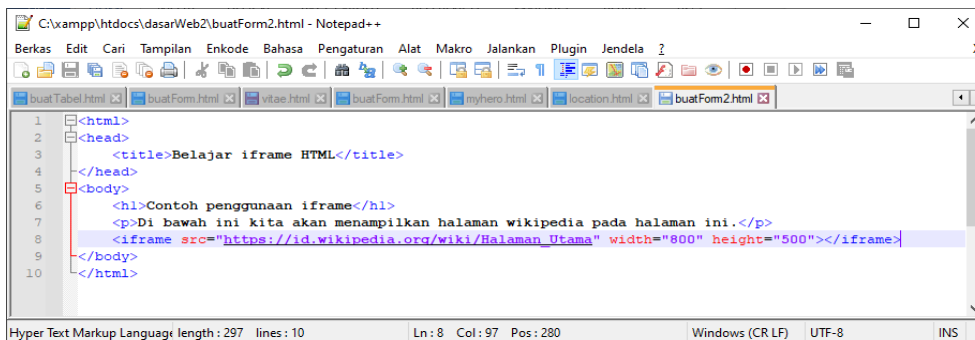 C:\xampp\htdocs\dasarWeb2\buatForm2.html - Notepad++
Berkas Edit Cari Tampilan Enkode Bahasa Pengaturan Alat Makro Jalankan Plugin Jendela ?
buatTabel.html buatForm.html vitae.html buatForm.html myhero.html location.html buatForm2.html
1 <html>
2 <head>
3 <title>Belajar iframe HTML</title>
4 </head>
5 <body>
6 <h1>Contoh penggunaan iframe</h1>
7 <p>Di bawah ini kita akan menampilkan halaman wikipedia pada halaman ini.</p>
8 <iframe src="https://id.wikipedia.org/wiki/Halaman_Utama" width="800" height="500"></iframe>
9 </body>
10 </html>
Hyper Text Markup Language length : 297 lines : 10 Ln : 8 Col : 97 Pos : 280 Windows (CR LF) UTF-8 INS